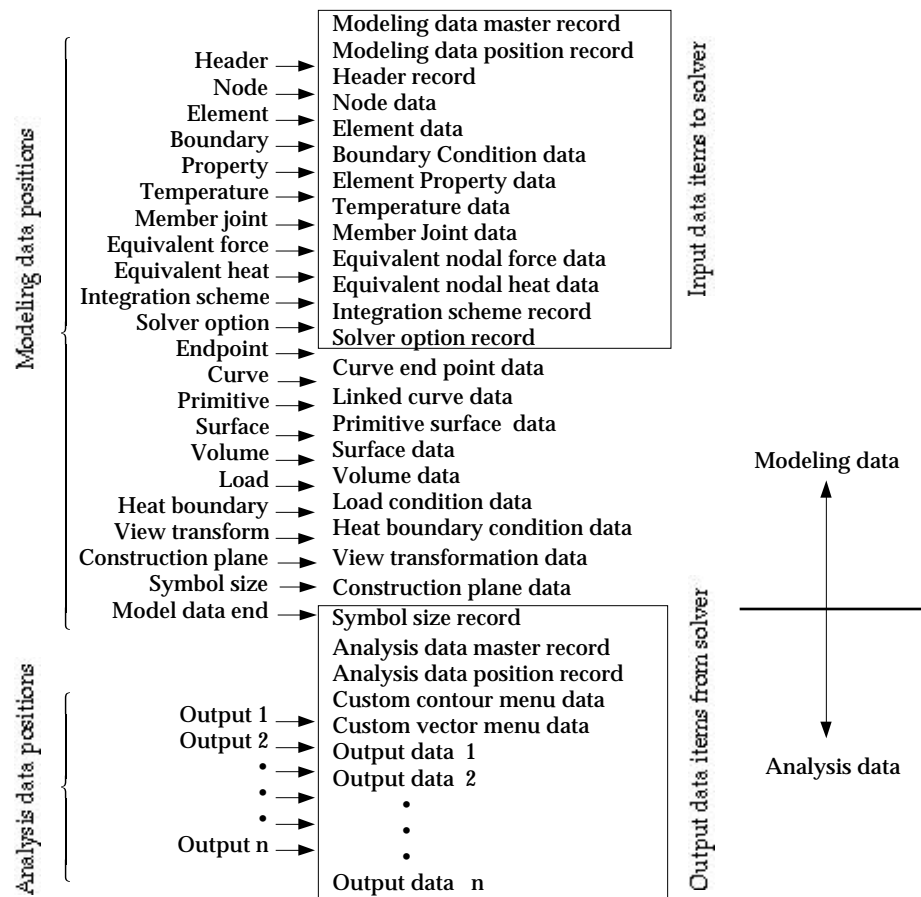 Modeling data positions
Analysis data positions
Header
Node
Element
Boundary
Property
Temperature
Member joint
Equivalent force
Equivalent heat
Integration scheme
Solver option
Endpoint
Curve
Primitive
Surface
Volume
Load
Heat boundary
View transform
Construction plane
Symbol size
Model data end
Output 1
Output 2
Output n
Modeling data master record
Modeling data position record
Header record
Node data
Element data
Boundary Condition data
Element Property data
Temperature data
Member Joint data
Equivalent nodal force data
Equivalent nodal heat data
Integration scheme record
Solver option record
Curve end point data
Linked curve data
Primitive surface data
Surface data
Volume data
Load condition data
Heat boundary condition data
View transformation data
Construction plane data
Symbol size record
Analysis data master record
Analysis data position record
Custom contour menu data
Custom vector menu data
Output data 1
Output data 2
Output data n
Input data items to solver
Output data items from solver
Modeling data
Analysis data